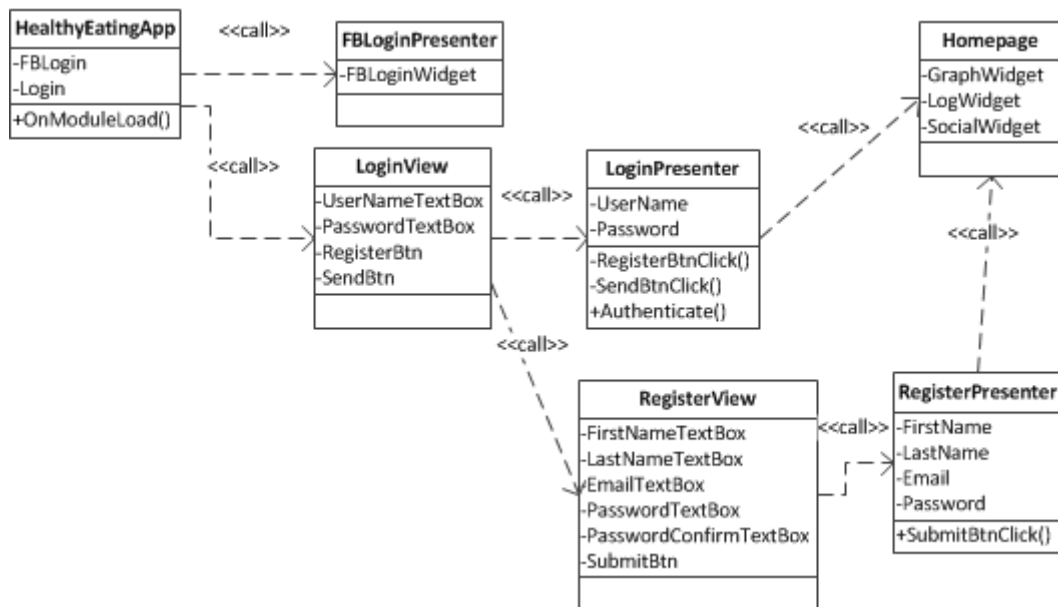 HealthyEatingApp
-FBLogin
-Login
+OnModuleLoad()
<<call>>
FBLoginPresenter
-FBLoginWidget
<<call>>
LoginView
-UserNameTextBox
-PasswordTextBox
-RegisterBtn
-SendBtn
<<call>>
LoginPresenter
-UserName
-Password
-RegisterBtnClick()
-SendBtnClick()
+Authenticate()
<<call>>
Homepage
-GraphWidget
-LogWidget
-SocialWidget
<<call>>
<<call>>
RegisterView
-FirstNameTextBox
-LastNameTextBox
-EmailTextBox
-PasswordTextBox
-PasswordConfirmTextBox
-SubmitBtn
<<call>>
RegisterPresenter
-FirstName
-LastName
-Email
-Password
+SubmitBtnClick()